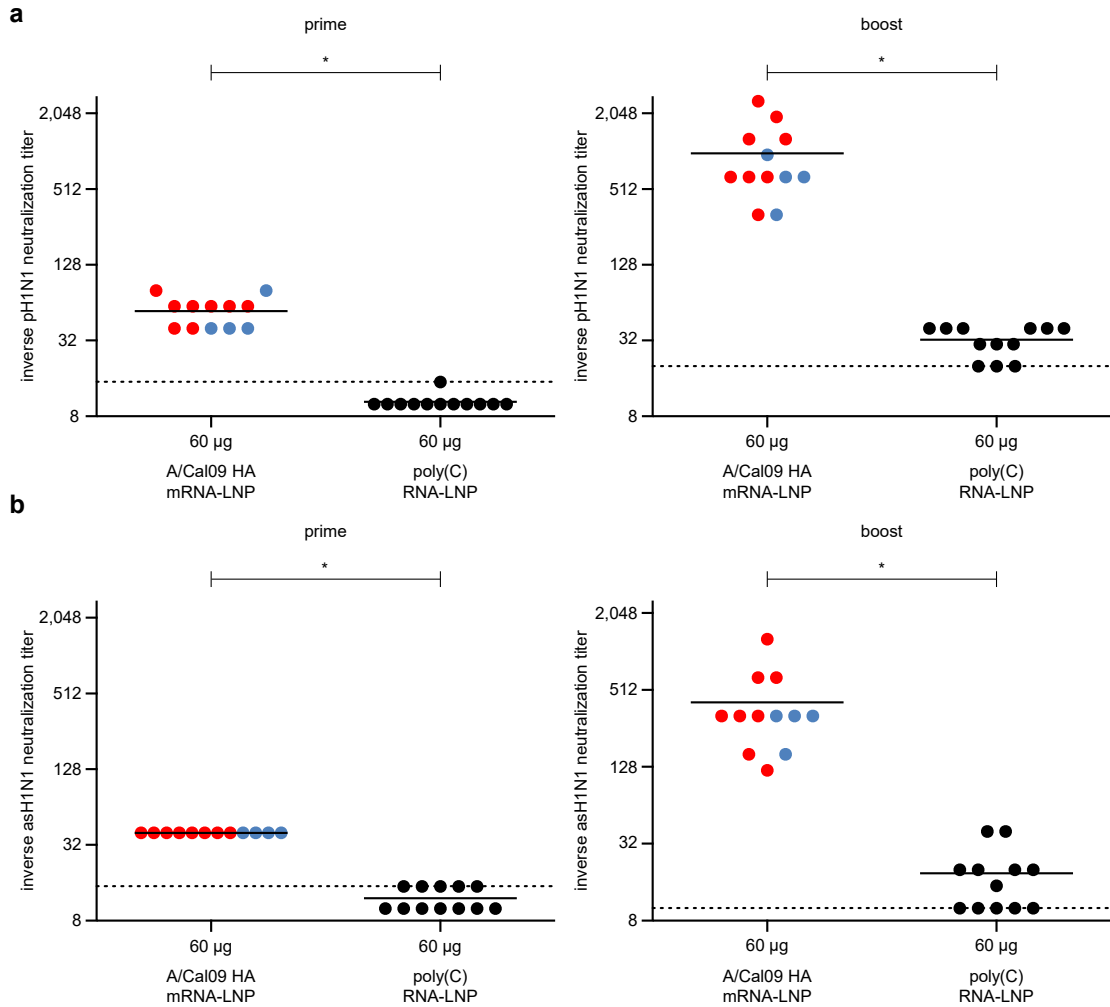 a
prime
*
inverse pH1N1 neutralization titer
2,048
512
128
32
8
60 µg
60 µg
A/Cal09 HA
mRNA-LNP
poly(C)
RNA-LNP
boost
*
inverse pH1N1 neutralization titer
2,048
512
128
32
8
60 µg
60 µg
A/Cal09 HA
mRNA-LNP
poly(C)
RNA-LNP
b
prime
*
inverse asH1N1 neutralization titer
2,048
512
128
32
8
60 µg
60 µg
A/Cal09 HA
mRNA-LNP
poly(C)
RNA-LNP
boost
*
inverse asH1N1 neutralization titer
2,048
512
128
32
8
60 µg
60 µg
A/Cal09 HA
mRNA-LNP
poly(C)
RNA-LNP